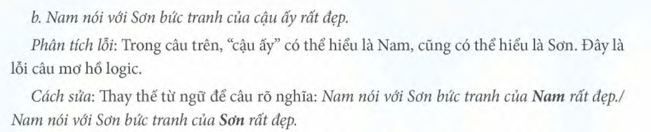 b. Nam nói với Sơn bức tranh của cậu ấy rất đẹp.
Phân tích lỗi: Trong câu trên, “cậu ấy” có thể hiểu là Nam, cũng có thể hiểu là Sơn. Đây là
lỗi câu mơ hồ logic.
Cách sửa: Thay thế từ ngữ để câu rõ nghĩa: Nam nói với Sơn bức tranh của Nam rất đẹp./
Nam nói với Sơn bức tranh của Sơn rất đẹp.